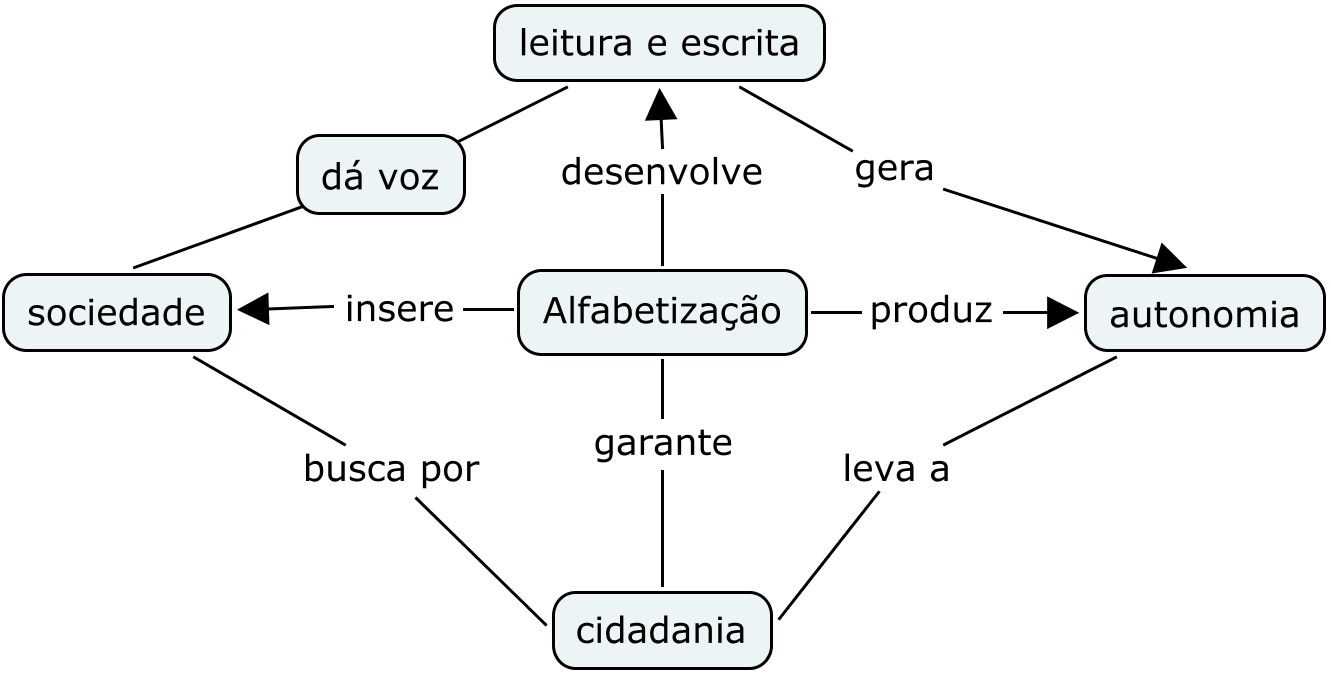 leitura e escrita
desenvolve
gera
dá voz
sociedade
insere
Alfabetização
produz
autonomia
garante
busca por
leva a
cidadania